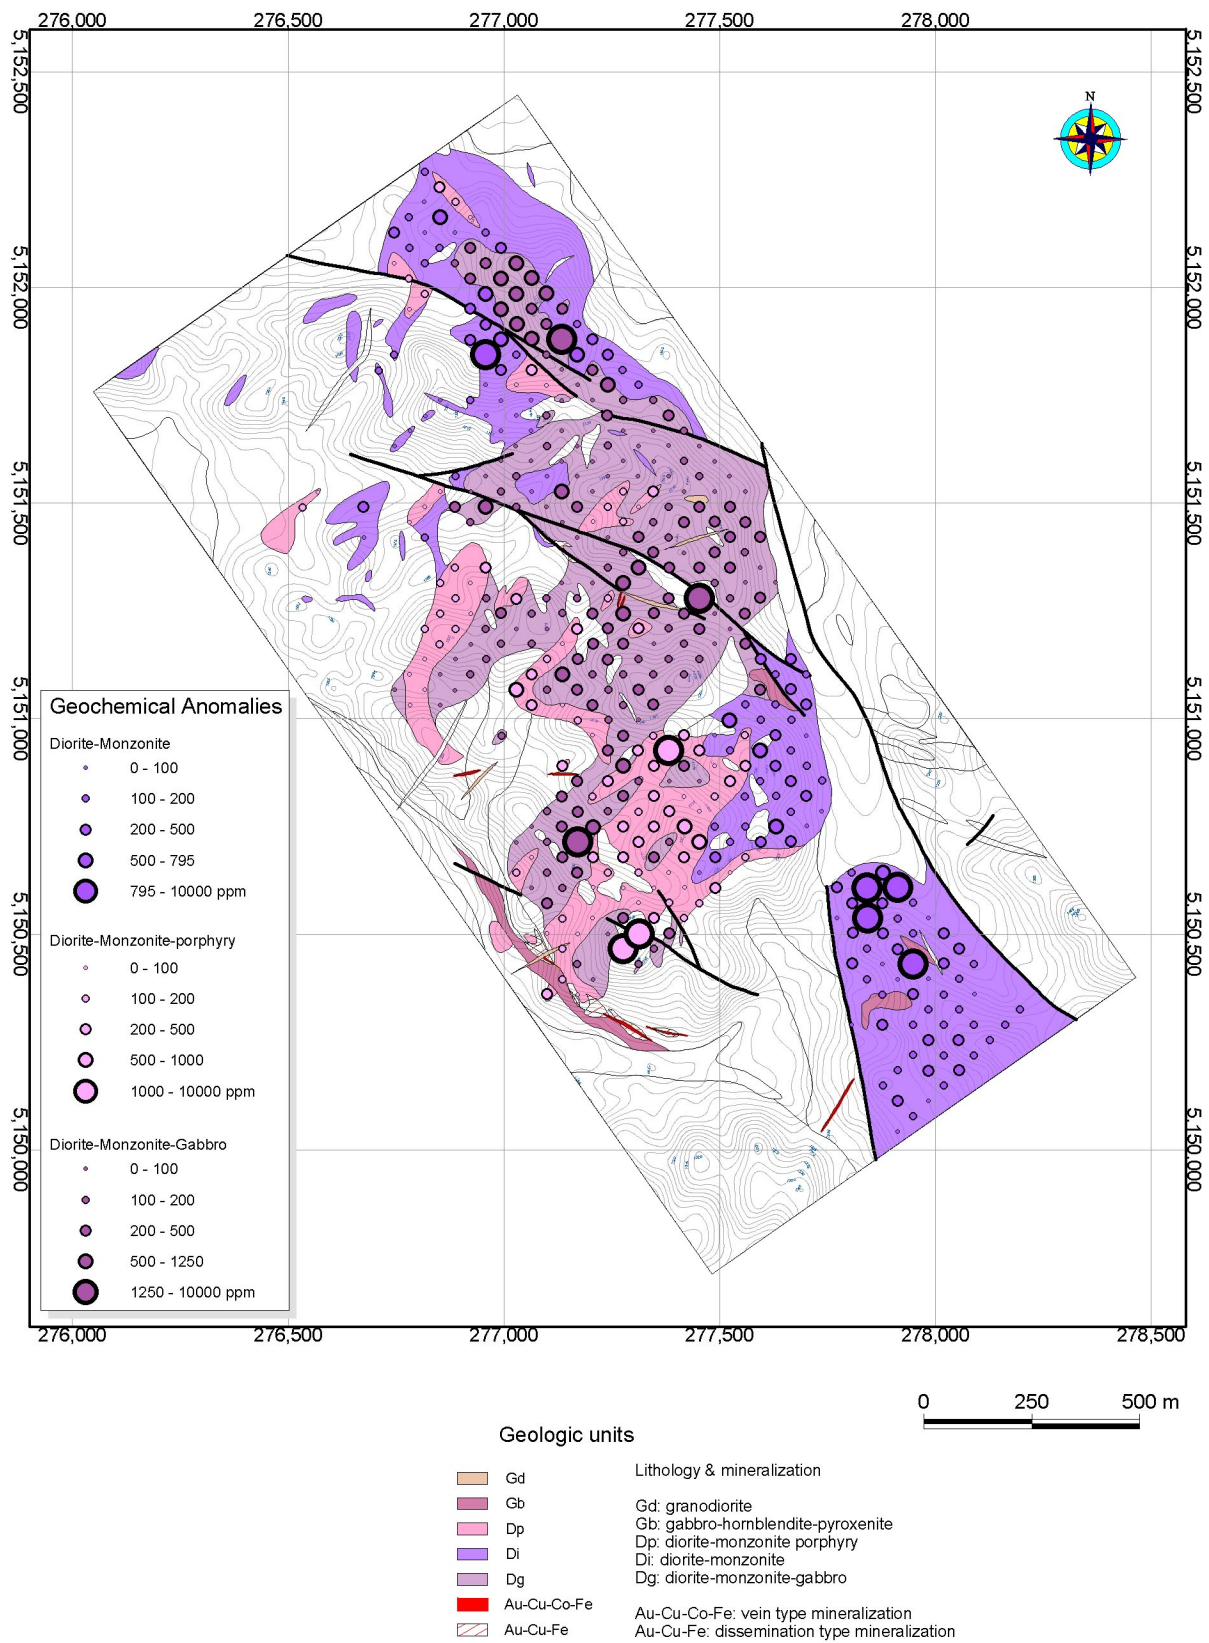 276,000 276,500 277,000 277,500 278,000
5,152,500 5,152,500
N
5,152,000 5,152,000
5,151,500 5,151,500
5,151,000 5,151,000
5,150,500 5,150,500
5,150,000 5,150,000
Geochemical Anomalies
Diorite-Monzonite
0 - 100
100 - 200
200 - 500
500 - 795
795 - 10000 ppm
Diorite-Monzonite-porphyry
0 - 100
100 - 200
200 - 500
500 - 1000
1000 - 10000 ppm
Diorite-Monzonite-Gabbro
0 - 100
100 - 200
200 - 500
500 - 1250
1250 - 10000 ppm
276,000 276,500 277,000 277,500 278,000 278,500
0 250 500 m
Geologic units
Gd
Gb
Dp
Di
Dg
Au-Cu-Co-Fe
Au-Cu-Fe
Lithology & mineralization
Gd: granodiorite
Gb: gabbro-hornblendite-pyroxenite
Dp: diorite-monzonite porphyry
Di: diorite-monzonite
Dg: diorite-monzonite-gabbro
Au-Cu-Co-Fe: vein type mineralization
Au-Cu-Fe: dissemination type mineralization